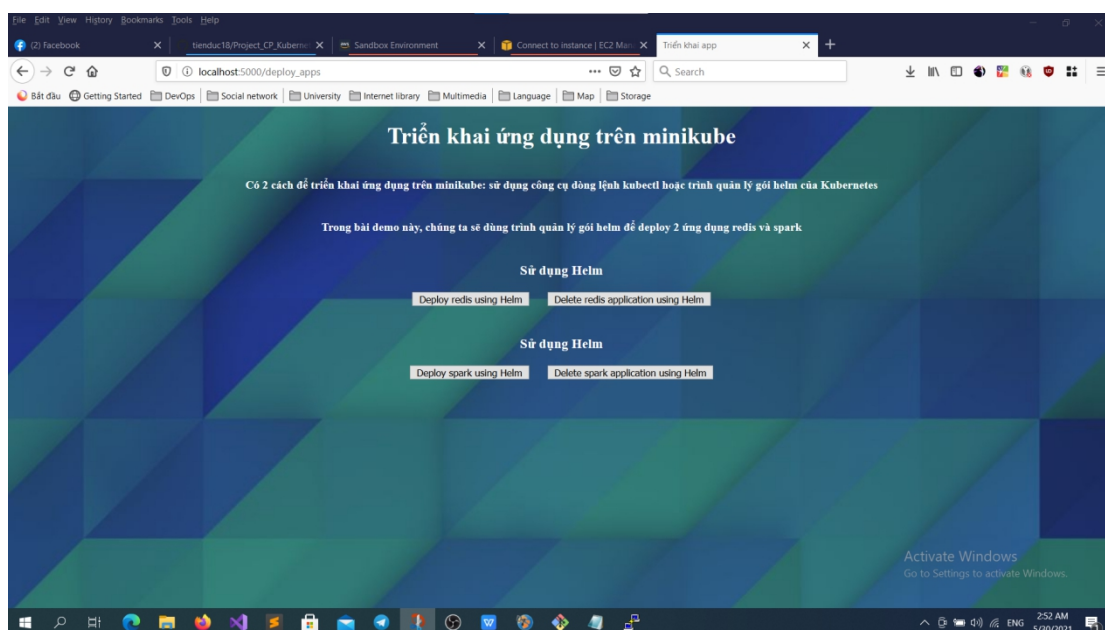 File Edit View History Bookmarks Tools Help
(2) Facebook
tienduc18/Project_CP_Kubernet
Sandbox Environment
Connect to instance | EC2 Man
Triển khai app
localhost:5000/deploy_apps
Search
Bắt đầu Getting Started DevOps Social network University Internet library Multimedia Language Map Storage
Triển khai ứng dụng trên minikube
Có 2 cách để triển khai ứng dụng trên minikube: sử dụng công cụ dòng lệnh kubectl hoặc trình quản lý gói helm của Kubernetes
Trong bài demo này, chúng ta sẽ dùng trình quản lý gói helm để deploy 2 ứng dụng redis và spark
Sử dụng Helm
Deploy redis using Helm Delete redis application using Helm
Sử dụng Helm
Deploy spark using Helm Delete spark application using Helm
Activate Windows
Go to Settings to activate Windows.
ENG
2:52 AM
5/30/2021